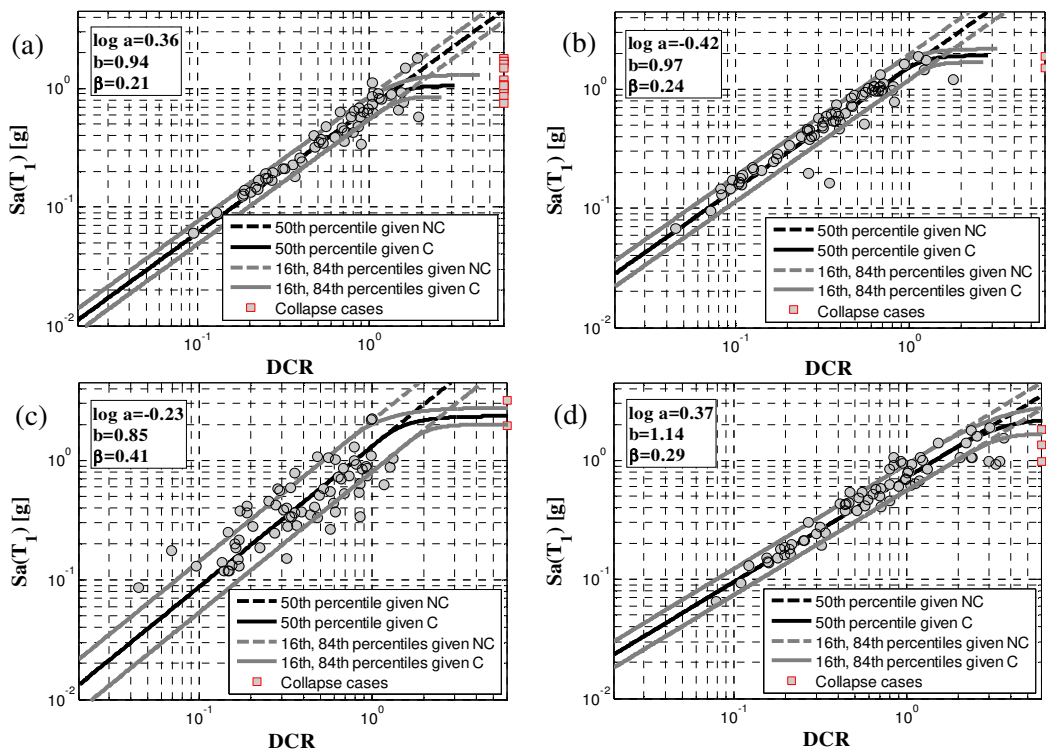 (a)
log a=0.36
b=0.94
β=0.21
Sa(T1) [g]
10^0
10^-1
10^-2
50th percentile given NC
50th percentile given C
16th, 84th percentiles given NC
16th, 84th percentiles given C
Collapse cases
10^-1
10^0
DCR
(b)
log a=-0.42
b=0.97
β=0.24
Sa(T1) [g]
10^0
10^-1
10^-2
50th percentile given NC
50th percentile given C
16th, 84th percentiles given NC
16th, 84th percentiles given C
Collapse cases
10^-1
10^0
DCR
(c)
log a=-0.23
b=0.85
β=0.41
Sa(T1) [g]
10^0
10^-1
10^-2
50th percentile given NC
50th percentile given C
16th, 84th percentiles given NC
16th, 84th percentiles given C
Collapse cases
10^-1
10^0
DCR
(d)
log a=0.37
b=1.14
β=0.29
Sa(T1) [g]
10^0
10^-1
10^-2
50th percentile given NC
50th percentile given C
16th, 84th percentiles given NC
16th, 84th percentiles given C
Collapse cases
10^-1
10^0
DCR